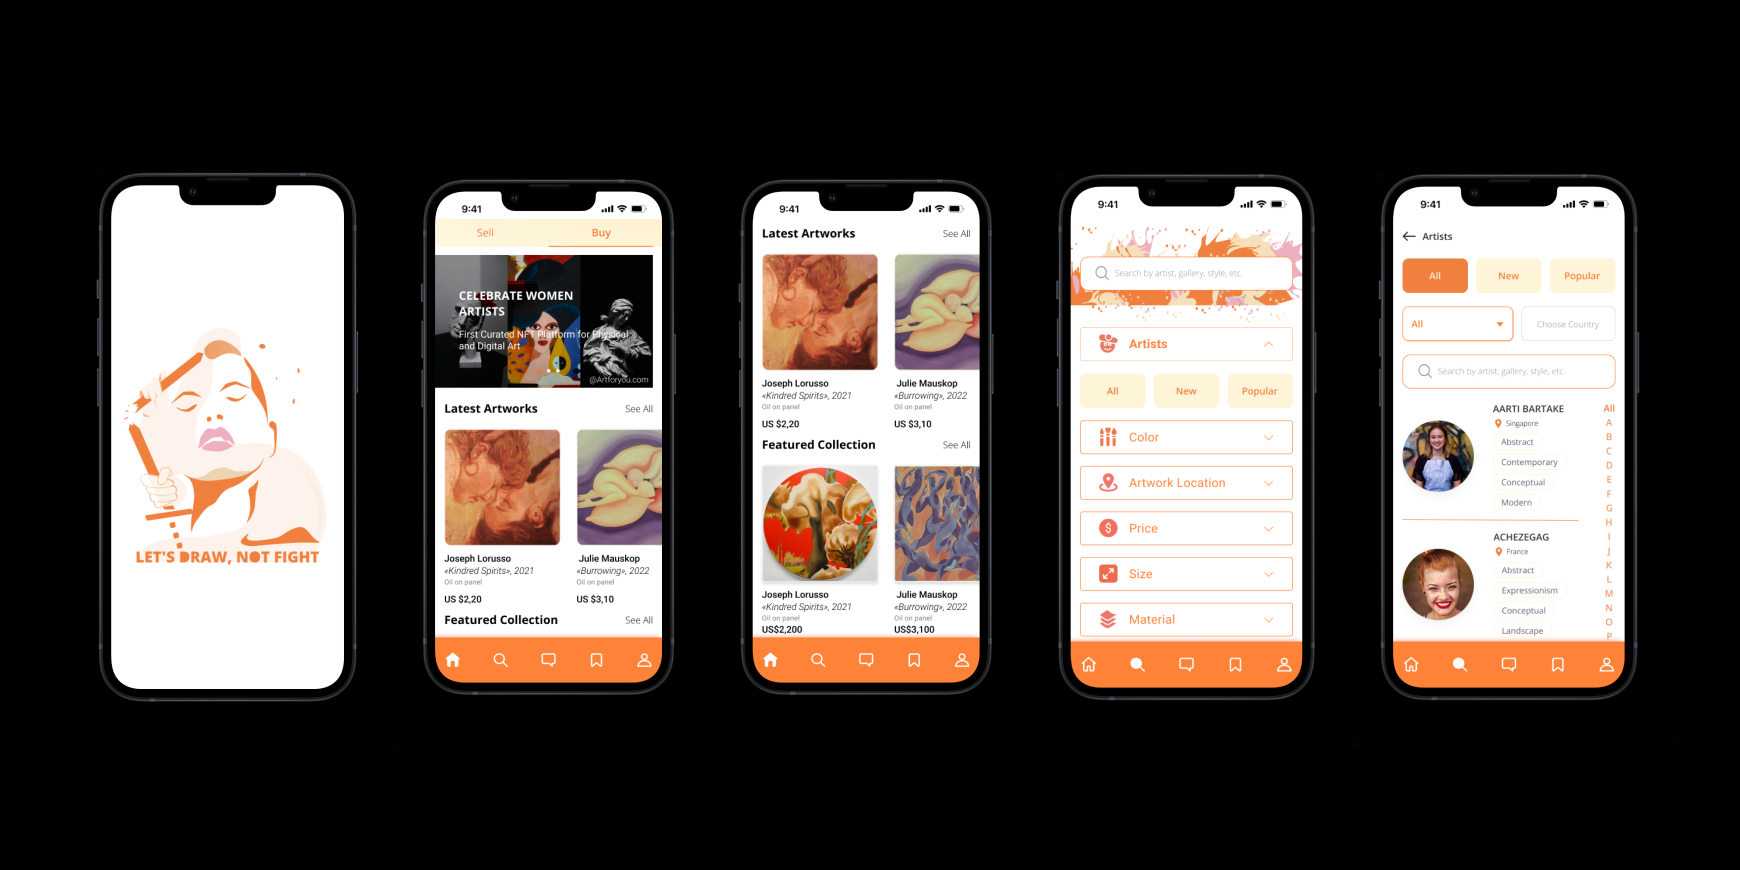 LET'S DRAW, NOT FIGHT
9:41
Sell Buy
CELEBRATE WOMEN
ARTISTS
First Curated NFT Platform for Physical
and Digital Art
@Artforyou.com
Latest Artworks See All
Joseph Lorusso Julie Mauskop
«Kindred Spirits», 2021 «Burrowing», 2022
Oil on panel Oil on panel
US $2,20 US $3,10
Featured Collection See All
9:41
Latest Artworks See All
Joseph Lorusso Julie Mauskop
«Kindred Spirits», 2021 «Burrowing», 2022
Oil on panel Oil on panel
US $2,20 US $3,10
Featured Collection See All
Joseph Lorusso Julie Mauskop
«Kindred Spirits», 2021 «Burrowing», 2022
Oil on panel Oil on panel
US$2,200 US$3,100
9:41
Search by artist, gallery, style, etc.
Artists
All New Popular
Color
Artwork Location
Price
Size
Material
9:41
Artists
All New Popular
All Choose Country
Search by artist, gallery, style, etc.
AARTI BARTAKE
Singapore
Abstract
Contemporary
Conceptual
Modern
ACHEZEGAG
France
Abstract
Expressionism
Conceptual
Landscape
All
A
B
C
D
E
F
G
H
I
J
K
L
M
N
O
P